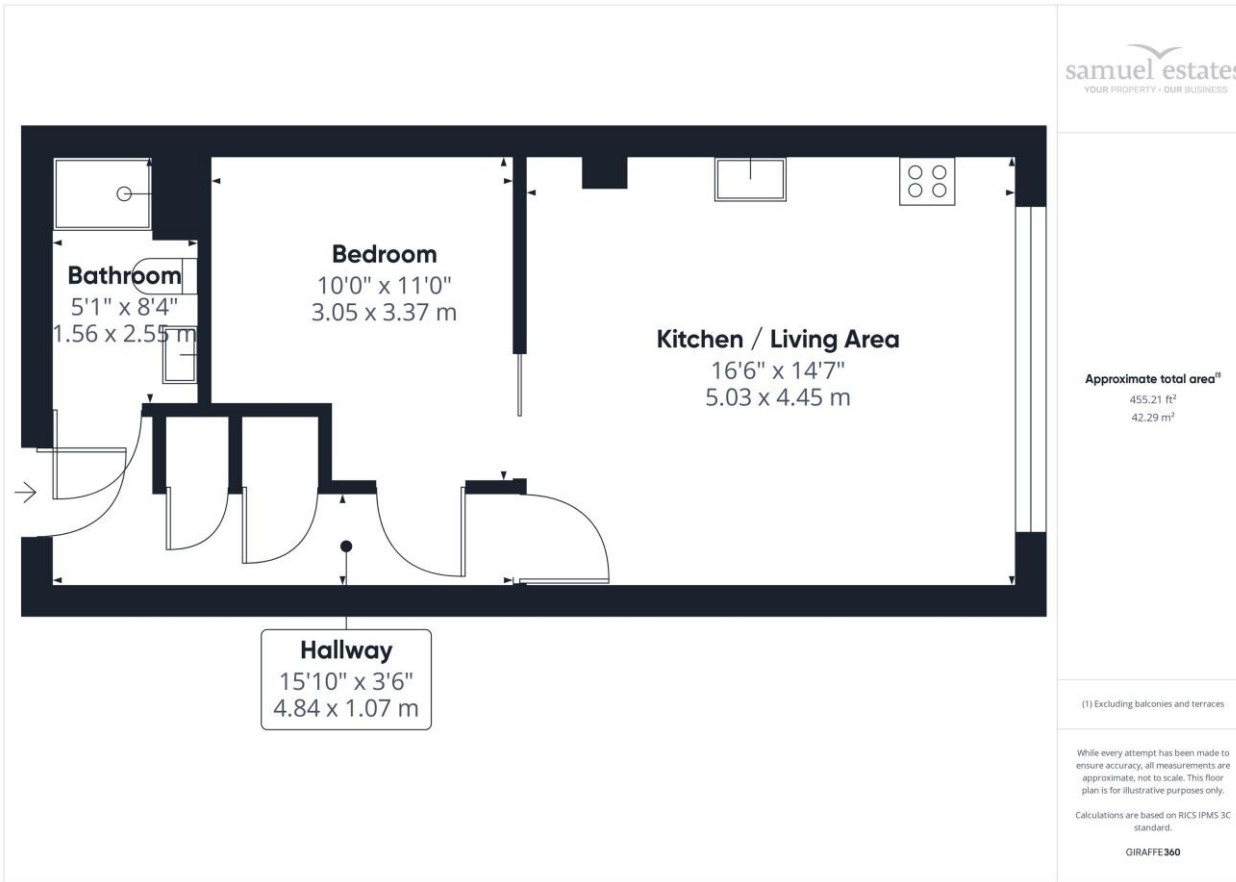 samuel estates
YOUR PROPERTY • OUR BUSINESS
Bathroom
5'1" x 8'4"
1.56 x 2.55 m
Bedroom
10'0" x 11'0"
3.05 x 3.37 m
Kitchen / Living Area
16'6" x 14'7"
5.03 x 4.45 m
Hallway
15'10" x 3'6"
4.84 x 1.07 m
Approximate total area(1)
455.21 ft²
42.29 m²
(1) Excluding balconies and terraces
While every attempt has been made to
ensure accuracy, all measurements are
approximate, not to scale. This floor
plan is for illustrative purposes only.
Calculations are based on RICS IPMS 3C
standard.
GIRAFFE360